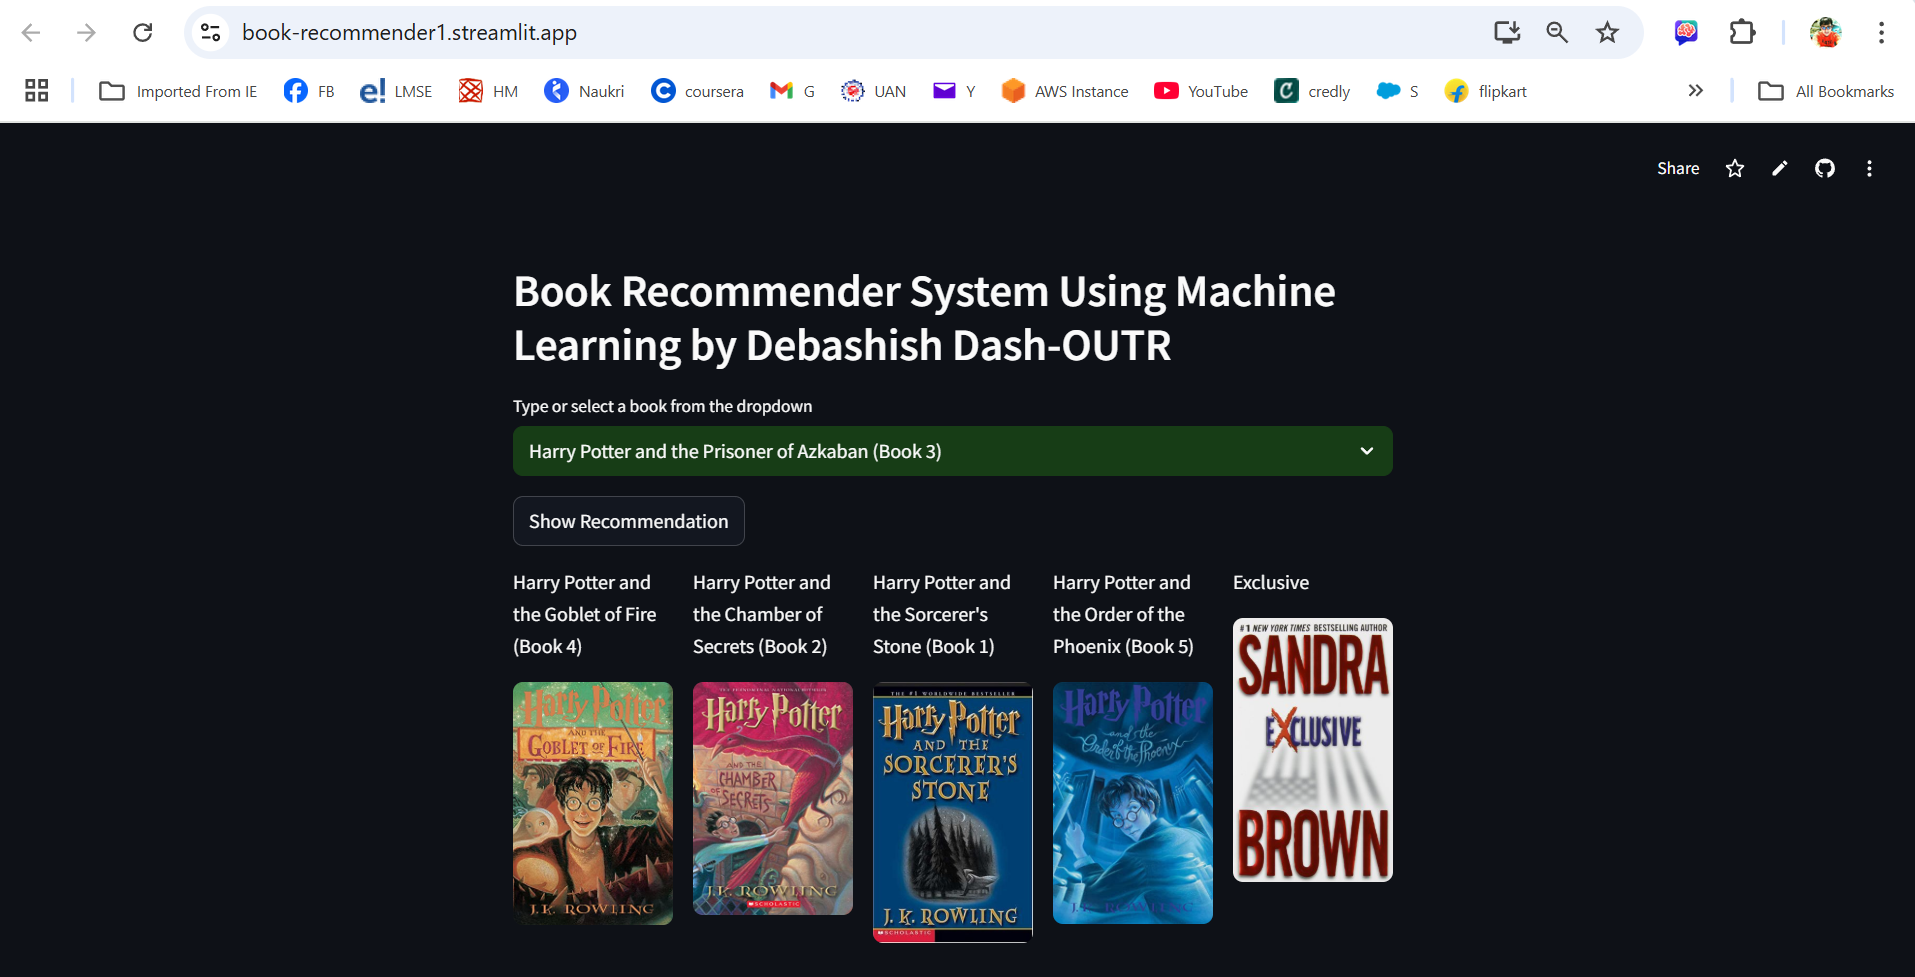 book-recommender1.streamlit.app
Imported From IE
FB
e! LMSE
HM
Naukri
coursera
G
UAN
Y
AWS Instance
YouTube
credly
S
flipkart
All Bookmarks
Share
Book Recommender System Using Machine
Learning by Debashish Dash-OUTR
Type or select a book from the dropdown
Harry Potter and the Prisoner of Azkaban (Book 3)
Show Recommendation
Harry Potter and
the Goblet of Fire
(Book 4)
Harry Potter
AND THE
GOBLET OF FIRE
J.K. ROWLING
Harry Potter and
the Chamber of
Secrets (Book 2)
Harry Potter
AND THE
CHAMBER
OF SECRETS
J.K. ROWLING
SCHOLASTIC
Harry Potter and
the Sorcerer's
Stone (Book 1)
THE #1 WORLDWIDE BESTSELLER
Harry Potter
AND THE
SORCERER'S
STONE
J. K. ROWLING
SCHOLASTIC
Harry Potter and
the Order of the
Phoenix (Book 5)
Harry Potter
and the
Order of the Phoenix
J.K. ROWLING
Exclusive
#1 NEW YORK TIMES BESTSELLING AUTHOR
SANDRA
EXCLUSIVE
BROWN